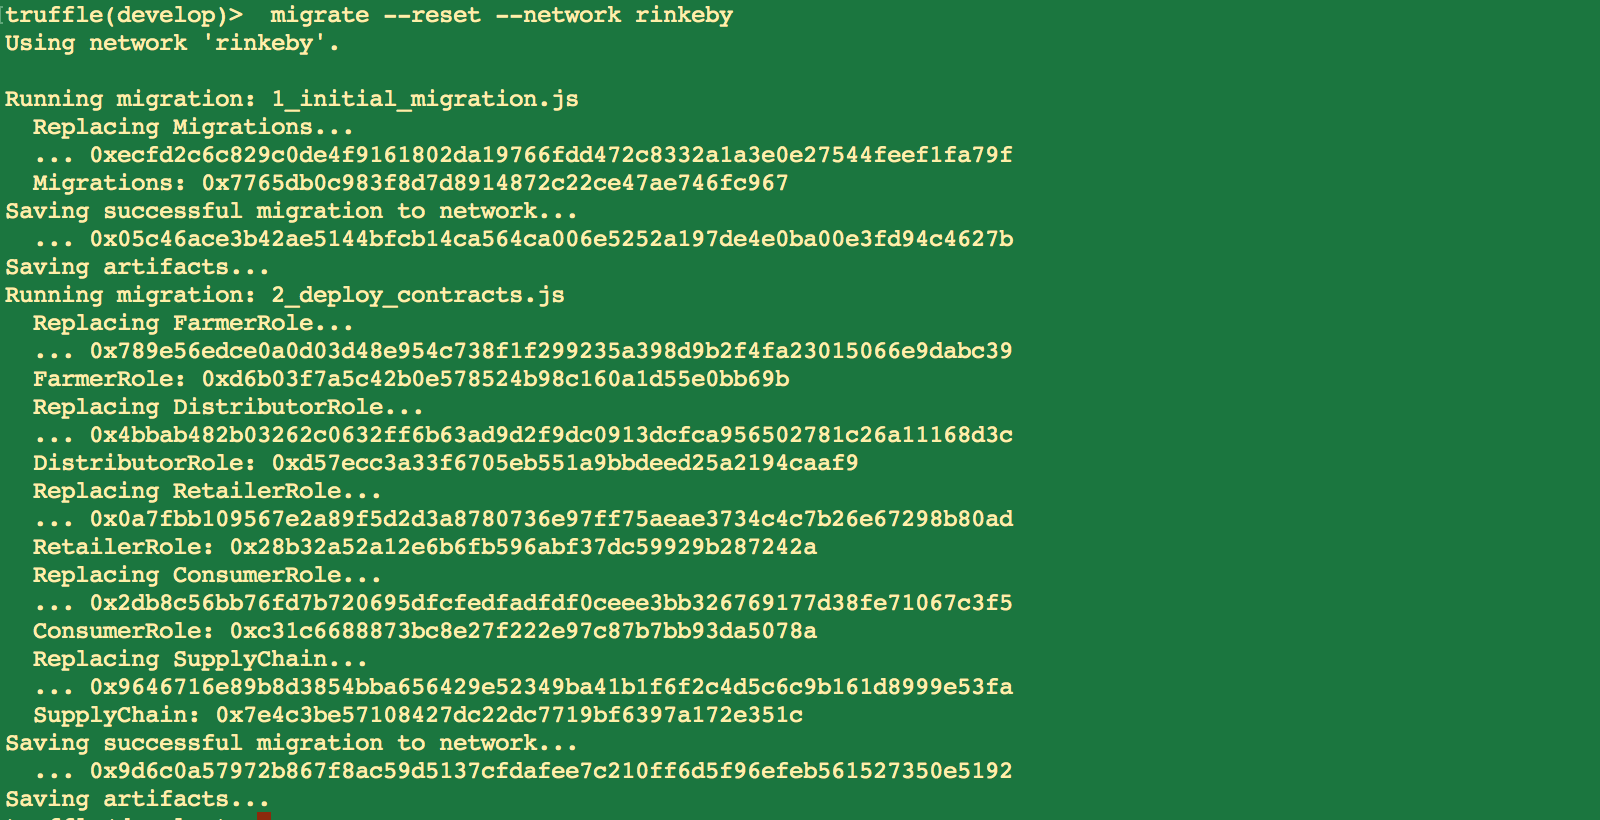 truffle(develop)> migrate --reset --network rinkeby
Using network 'rinkeby'.
Running migration: 1_initial_migration.js
Replacing Migrations...
... 0xecfd2c6c829c0de4f9161802da19766fdd472c8332a1a3e0e27544feef1fa79f
Migrations: 0x7765db0c983f8d7d8914872c22ce47ae746fc967
Saving successful migration to network...
... 0x05c46ace3b42ae5144bfcb14ca564ca006e5252a197de4e0ba00e3fd94c4627b
Saving artifacts...
Running migration: 2_deploy_contracts.js
Replacing FarmerRole...
... 0x789e56edce0a0d03d48e954c738f1f299235a398d9b2f4fa23015066e9dabc39
FarmerRole: 0xd6b03f7a5c42b0e578524b98c160a1d55e0bb69b
Replacing DistributorRole...
... 0x4bbab482b03262c0632ff6b63ad9d2f9dc0913dcfca956502781c26a11168d3c
DistributorRole: 0xd57ecc3a33f6705eb551a9bbdeed25a2194caaf9
Replacing RetailerRole...
... 0x0a7fbb109567e2a89f5d2d3a8780736e97ff75aeae3734c4c7b26e67298b80ad
RetailerRole: 0x28b32a52a12e6b6fb596abf37dc59929b287242a
Replacing ConsumerRole...
... 0x2db8c56bb76fd7b720695dfcfedfadfdf0ceee3bb326769177d38fe71067c3f5
ConsumerRole: 0xc31c6688873bc8e27f222e97c87b7bb93da5078a
Replacing SupplyChain...
... 0x9646716e89b8d3854bba656429e52349ba41b1f6f2c4d5c6c9b161d8999e53fa
SupplyChain: 0x7e4c3be57108427dc22dc7719bf6397a172e351c
Saving successful migration to network...
... 0x9d6c0a57972b867f8ac59d5137cfdafee7c210ff6d5f96efeb561527350e5192
Saving artifacts...